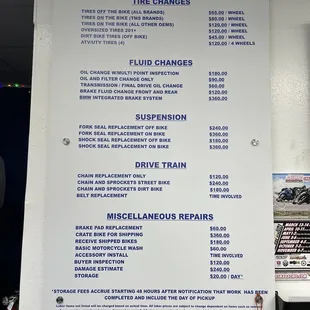 TIRE CHANGES
TIRES OFF THE BIKE (ALL BRANDS) $55.00 / WHEEL
TIRES ON THE BIKE (TMS BRANDS) $80.00 / WHEEL
TIRES ON THE BIKE (ALL OTHER OEMS) $120.00 / WHEEL
OVERSIZED TIRES 201+ $120.00 / WHEEL
DIRT BIKE TIRES (OFF BIKE) $45.00 / WHEEL
ATV/UTV TIRES (4) $120.00 / 4 WHEELS
FLUID CHANGES
OIL CHANGE W/MULTI POINT INSPECTION $180.00
OIL AND FILTER CHANGE ONLY $90.00
TRANSMISSION / FINAL DRIVE OIL CHANGE $60.00
BRAKE FLUID CHANGE FRONT AND REAR $120.00
BMW INTEGRATED BRAKE SYSTEM $360.00
SUSPENSION
FORK SEAL REPLACEMENT OFF BIKE $240.00
FORK SEAL REPLACEMENT ON BIKE $360.00
SHOCK SEAL REPLACEMENT OFF BIKE $180.00
SHOCK SEAL REPLACEMENT ON BIKE $360.00
DRIVE TRAIN
CHAIN REPLACEMENT ONLY $120.00
CHAIN AND SPROCKETS STREET BIKE $240.00
CHAIN AND SPROCKETS DIRT BIKE $180.00
BELT REPLACEMENT TIME INVOLVED
MISCELLANEOUS REPAIRS
BRAKE PAD REPLACEMENT $60.00
CRATE BIKE FOR SHIPPING $360.00
RECEIVE SHIPPED BIKES $180.00
BASIC MOTORCYCLE WASH $60.00
ACCESSORY INSTALL TIME INVOLVED
BUYER INSPECTION $120.00
DAMAGE ESTIMATE $240.00
STORAGE $20.00 / DAY*
*STORAGE FEES ACCRUE STARTING 48 HOURS AFTER NOTIFICATION THAT WORK HAS BEEN
COMPLETED AND INCLUDE THE DAY OF PICKUP